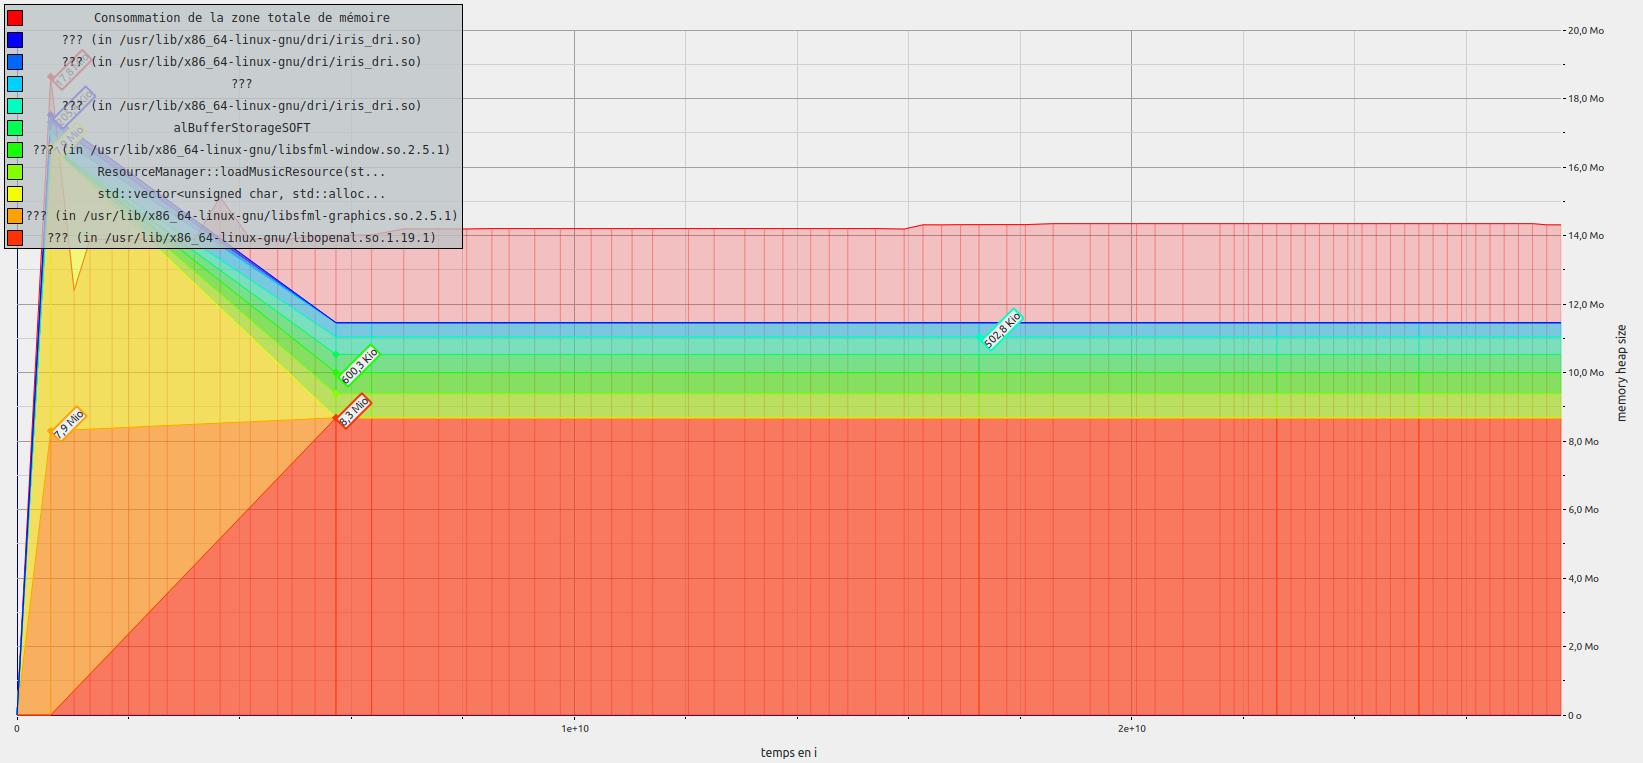 Consommation de la zone totale de mémoire
??? (in /usr/lib/x86_64-linux-gnu/dri/iris_dri.so)
??? (in /usr/lib/x86_64-linux-gnu/dri/iris_dri.so)
???
??? (in /usr/lib/x86_64-linux-gnu/dri/iris_dri.so)
alBufferStorageSOFT
??? (in /usr/lib/x86_64-linux-gnu/libsfml-window.so.2.5.1)
ResourceManager::loadMusicResource(st...
std::vector<unsigned char, std::alloc...
??? (in /usr/lib/x86_64-linux-gnu/libsfml-graphics.so.2.5.1)
??? (in /usr/lib/x86_64-linux-gnu/libopenal.so.1.19.1)
20,0 Mo
18,0 Mo
16,0 Mo
14,0 Mo
12,0 Mo
10,0 Mo
8,0 Mo
6,0 Mo
4,0 Mo
2,0 Mo
0 o
memory heap size
502,8 Kio
600,3 Kio
8,3 Mio
7,9 Mio
0
1e+10
2e+10
temps en i